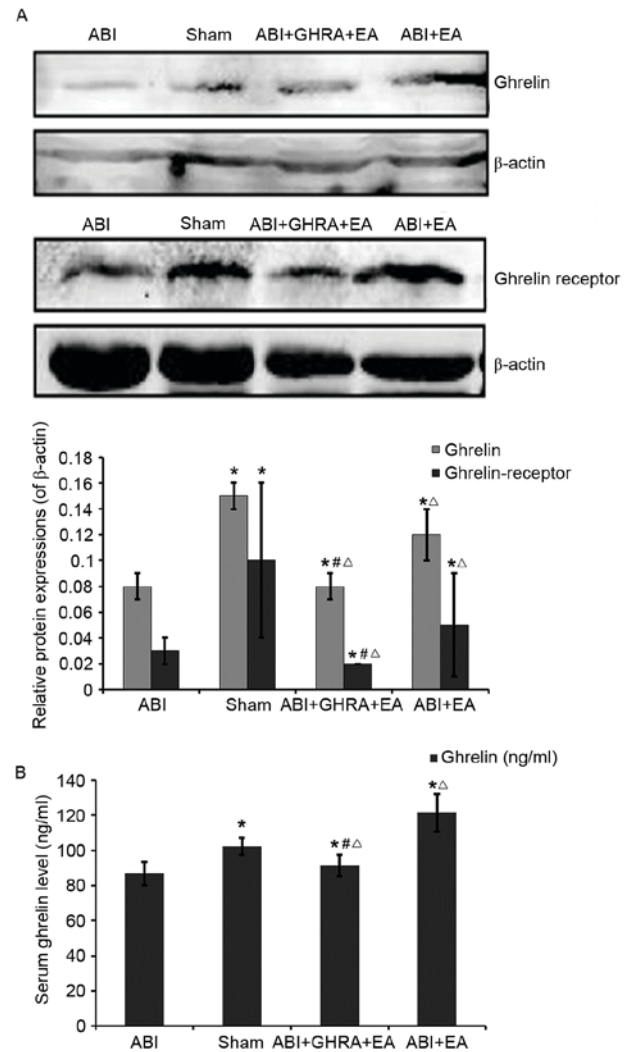 A
ABI Sham ABI+GHRA+EA ABI+EA
Ghrelin
β-actin
ABI Sham ABI+GHRA+EA ABI+EA
Ghrelin receptor
β-actin
Ghrelin
Ghrelin-receptor
Relative protein expressions (of β-actin)
0.18
0.16
0.14
0.12
0.1
0.08
0.06
0.04
0.02
0
* *
*#△
*#△
*△
*△
ABI Sham ABI+GHRA+EA ABI+EA
B
Ghrelin (ng/ml)
Serum ghrelin level (ng/ml)
140
120
100
80
60
40
20
0
*
*#△
*△
ABI Sham ABI+GHRA+EA ABI+EA